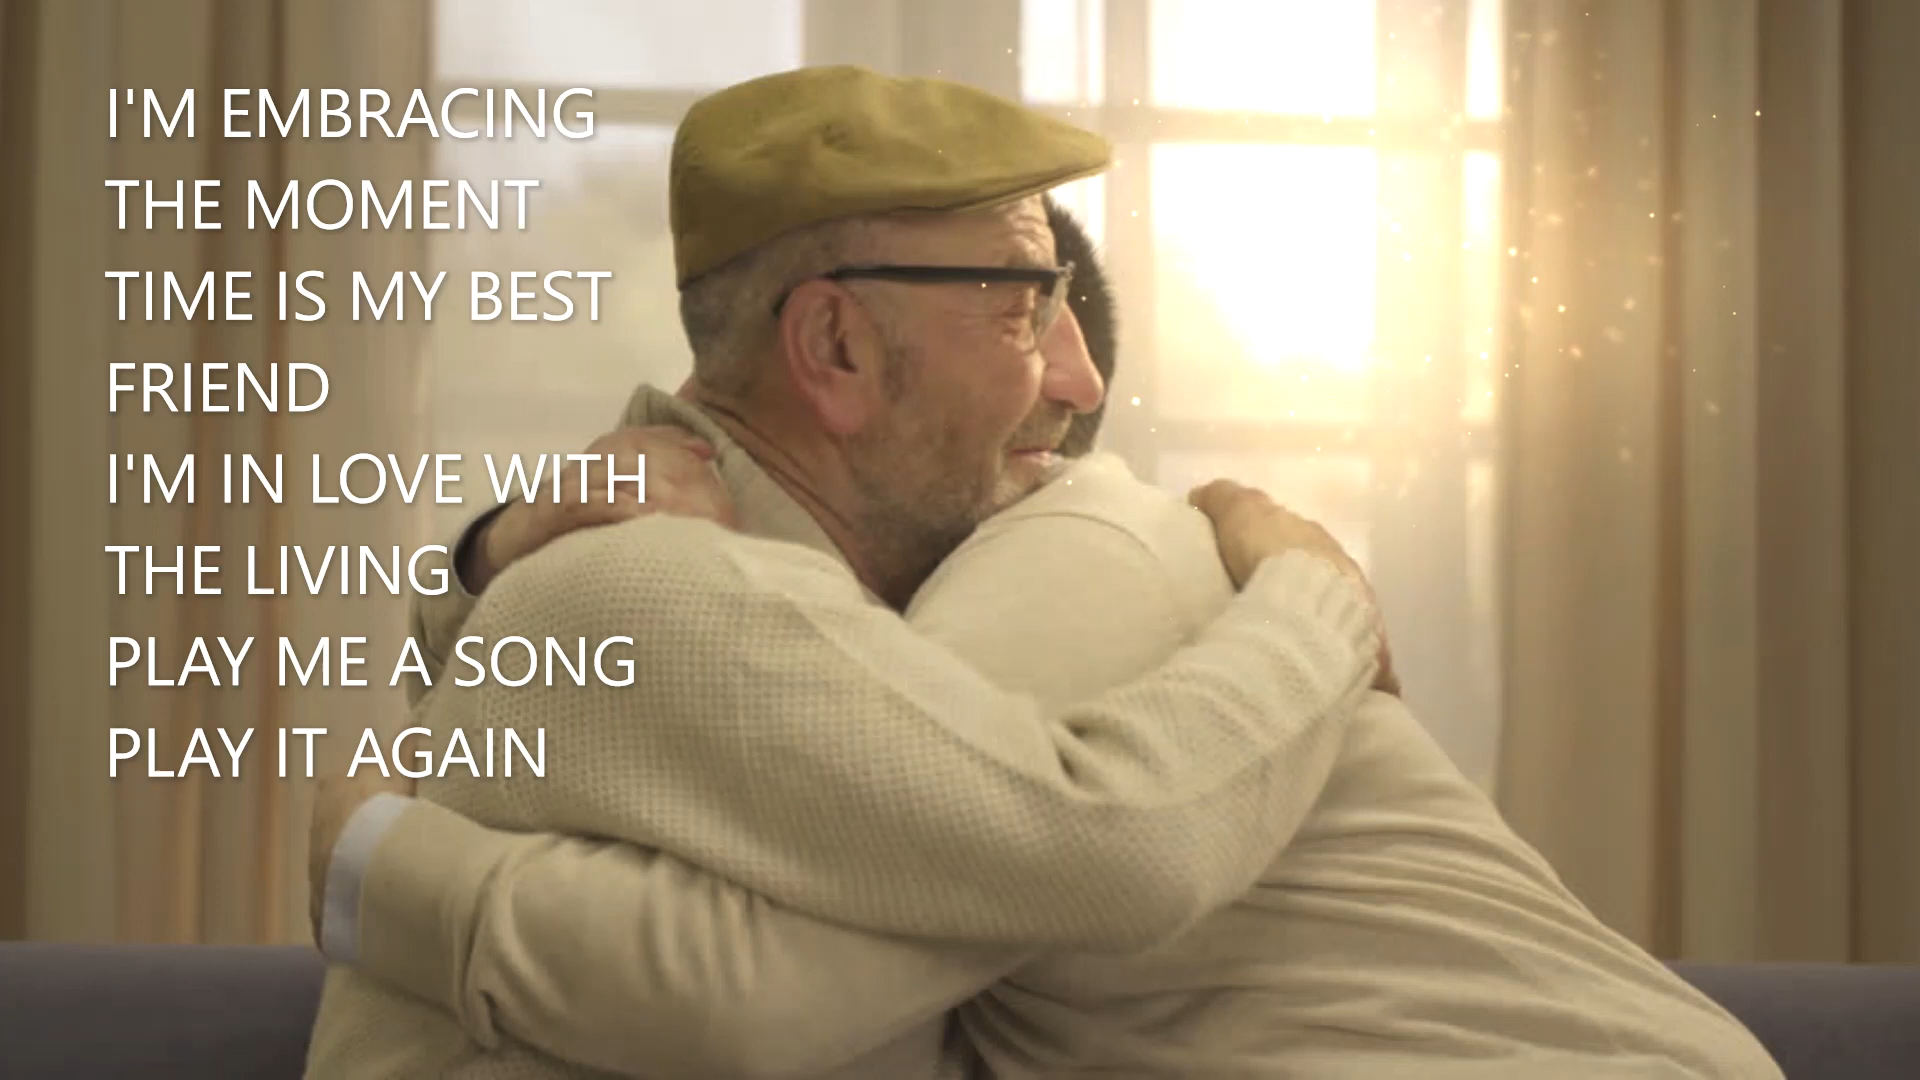 I'M EMBRACING
THE MOMENT
TIME IS MY BEST
FRIEND
I'M IN LOVE WITH
THE LIVING
PLAY ME A SONG
PLAY IT AGAIN